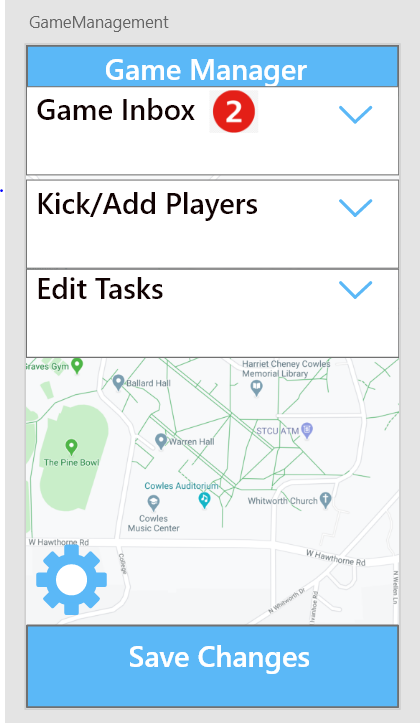 GameManagement
Game Manager
Game Inbox 2
Kick/Add Players
Edit Tasks
Graves Gym
Harriet Cheney Cowles
Memorial Library
Ballard Hall
STCU ATM
Warren Hall
The Pine Bowl
Cowles Auditorium
Whitworth Church
Cowles
Music Center
W Hawthorne Rd
W Hawthorne Rd
College
N Whitworth Dr
Ivanhoe Rd
N Wellen Ln
Save Changes